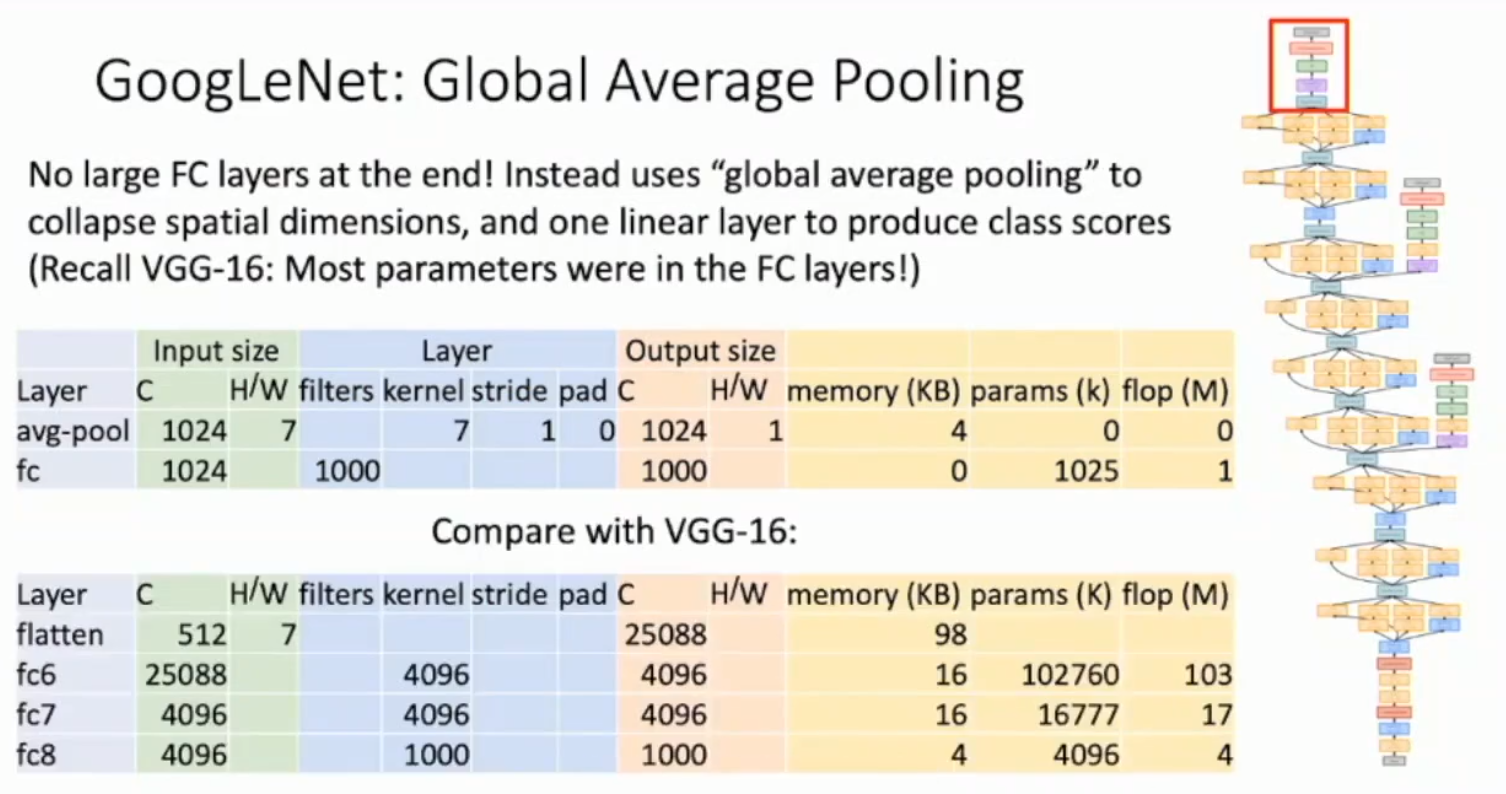 GoogLeNet: Global Average Pooling
No large FC layers at the end! Instead uses “global average pooling” to
collapse spatial dimensions, and one linear layer to produce class scores
(Recall VGG-16: Most parameters were in the FC layers!)
Input size Layer Output size
Layer C H/W filters kernel stride pad C H/W memory (KB) params (k) flop (M)
avg-pool 1024 7 7 1 0 1024 1 4 0 0
fc 1024 1000 1000 0 1025 1
Compare with VGG-16:
Layer C H/W filters kernel stride pad C H/W memory (KB) params (K) flop (M)
flatten 512 7 25088 98
fc6 25088 4096 4096 16 102760 103
fc7 4096 4096 4096 16 16777 17
fc8 4096 1000 1000 4 4096 4